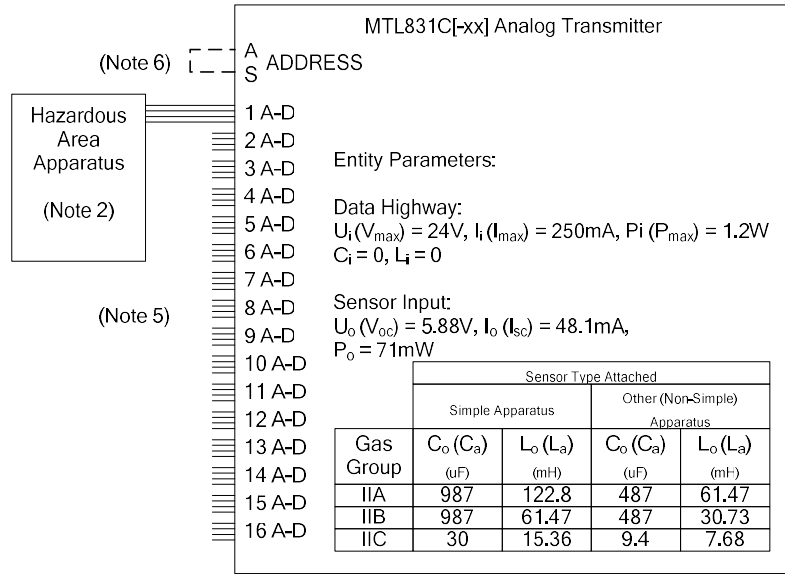 MTL831C[-xx] Analog Transmitter
(Note 6)
A
S
ADDRESS
Hazardous
Area
Apparatus
(Note 2)
1 A-D
2 A-D
3 A-D
4 A-D
5 A-D
6 A-D
7 A-D
8 A-D
9 A-D
10 A-D
11 A-D
12 A-D
13 A-D
14 A-D
15 A-D
16 A-D
(Note 5)
Entity Parameters:
Data Highway:
Ui (Vmax) = 24V, Ii (Imax) = 250mA, Pi (Pmax) = 1.2W
Ci = 0, Li = 0
Sensor Input:
Uo (Voc) = 5.88V, Io (Isc) = 48.1mA,
Po = 71mW
Sensor Type Attached
Simple Apparatus
Other (Non-Simple)
Apparatus
Gas
Group
Co (Ca)
(uF)
Lo (La)
(mH)
Co (Ca)
(uF)
Lo (La)
(mH)
IIA 987 122.8 487 61.47
IIB 987 61.47 487 30.73
IIC 30 15.36 9.4 7.68